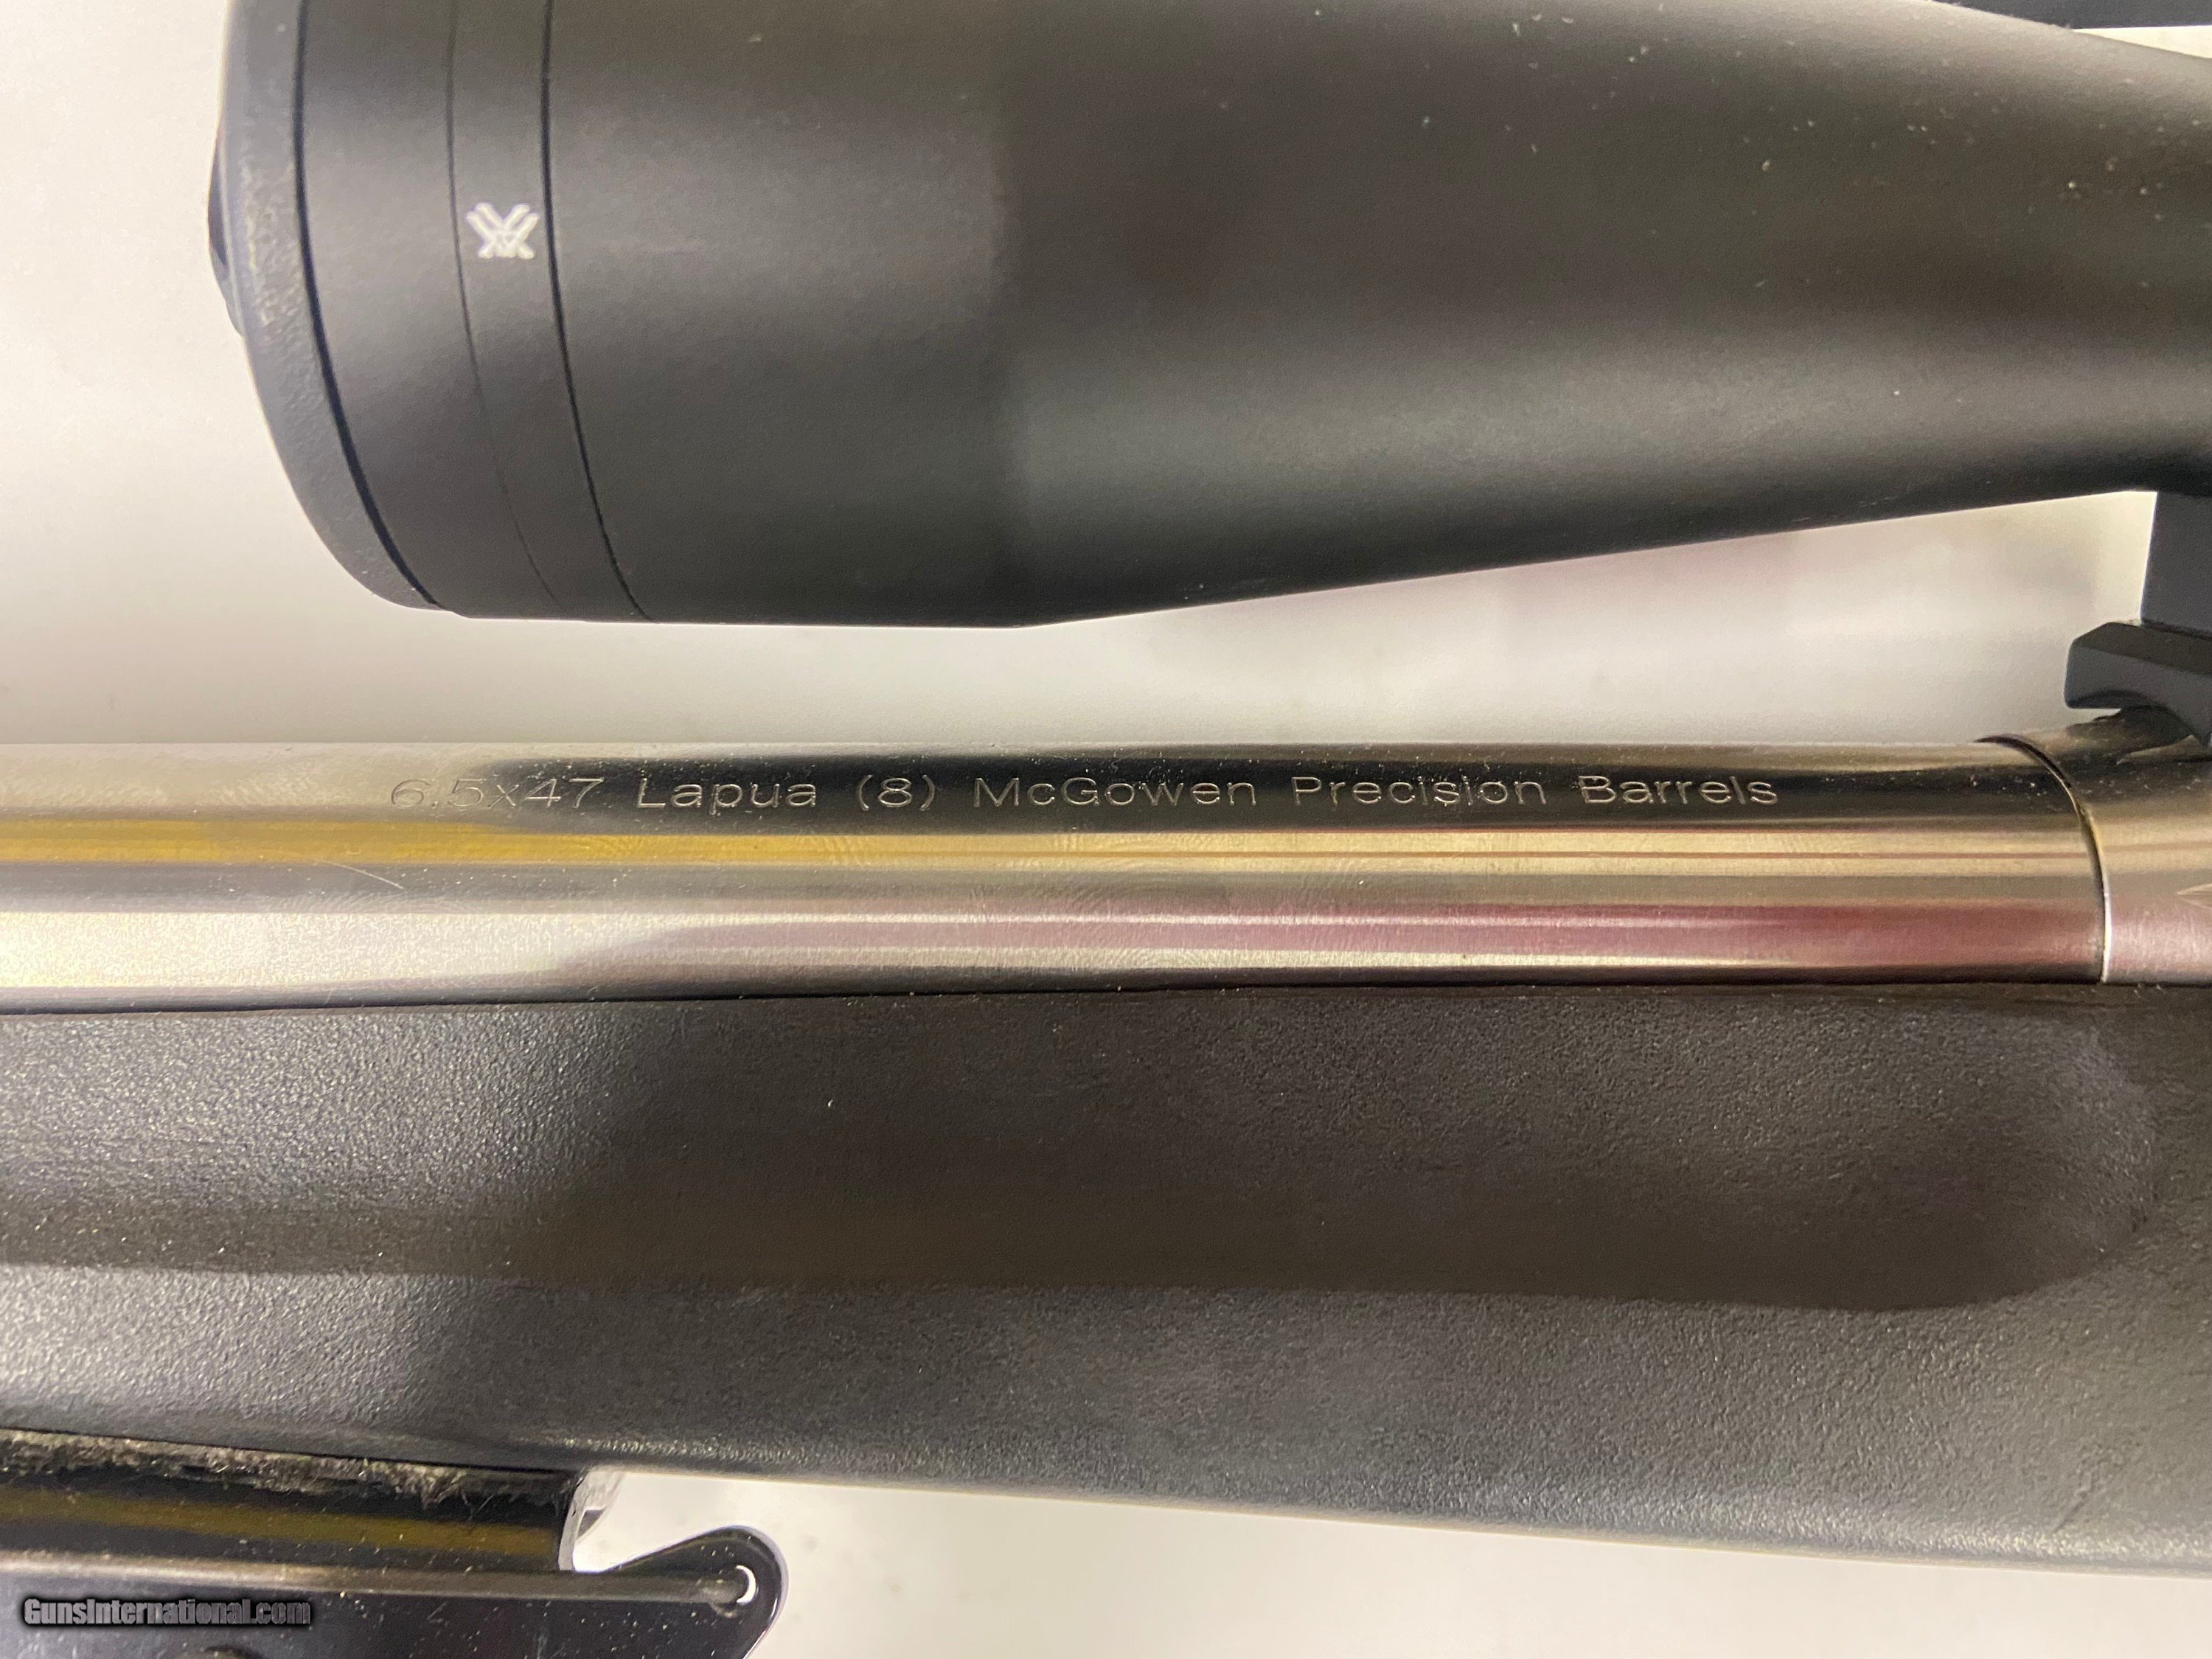 6.5x47 Lapua (8) McGowen Precision Barrels
GunsInternational.com